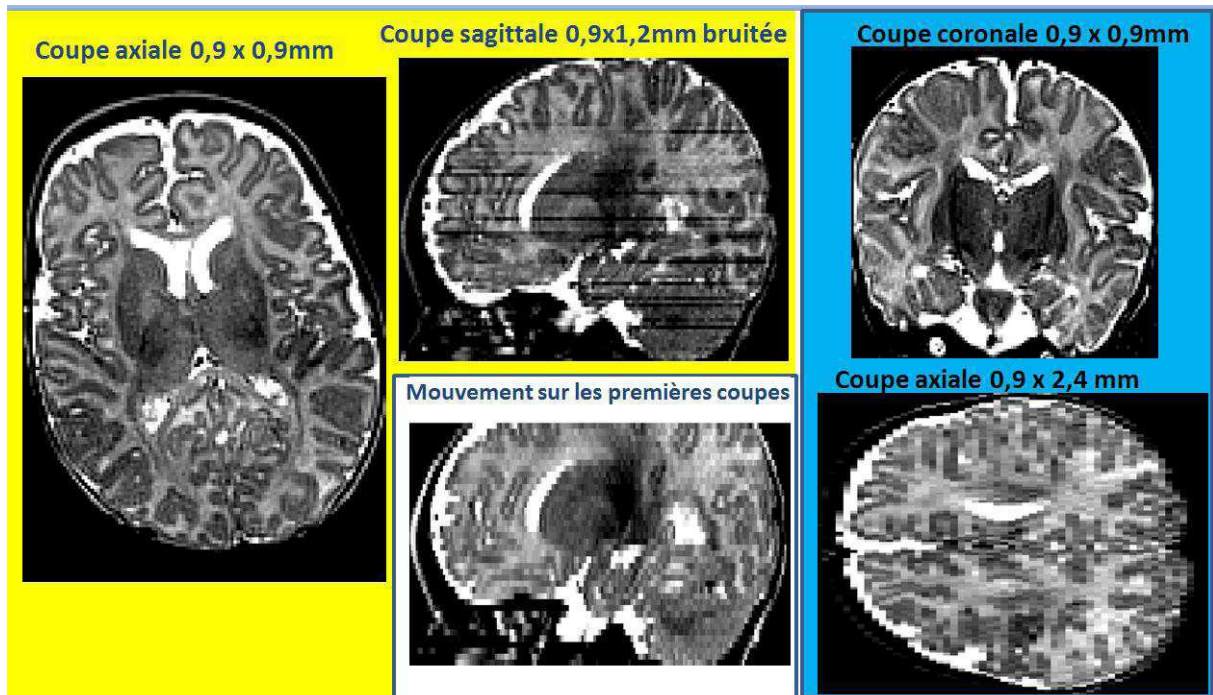 Coupe axiale 0,9 x 0,9mm
Coupe sagittale 0,9x1,2mm bruitée
Mouvement sur les premières coupes
Coupe coronale 0,9 x 0,9mm
Coupe axiale 0,9 x 2,4 mm